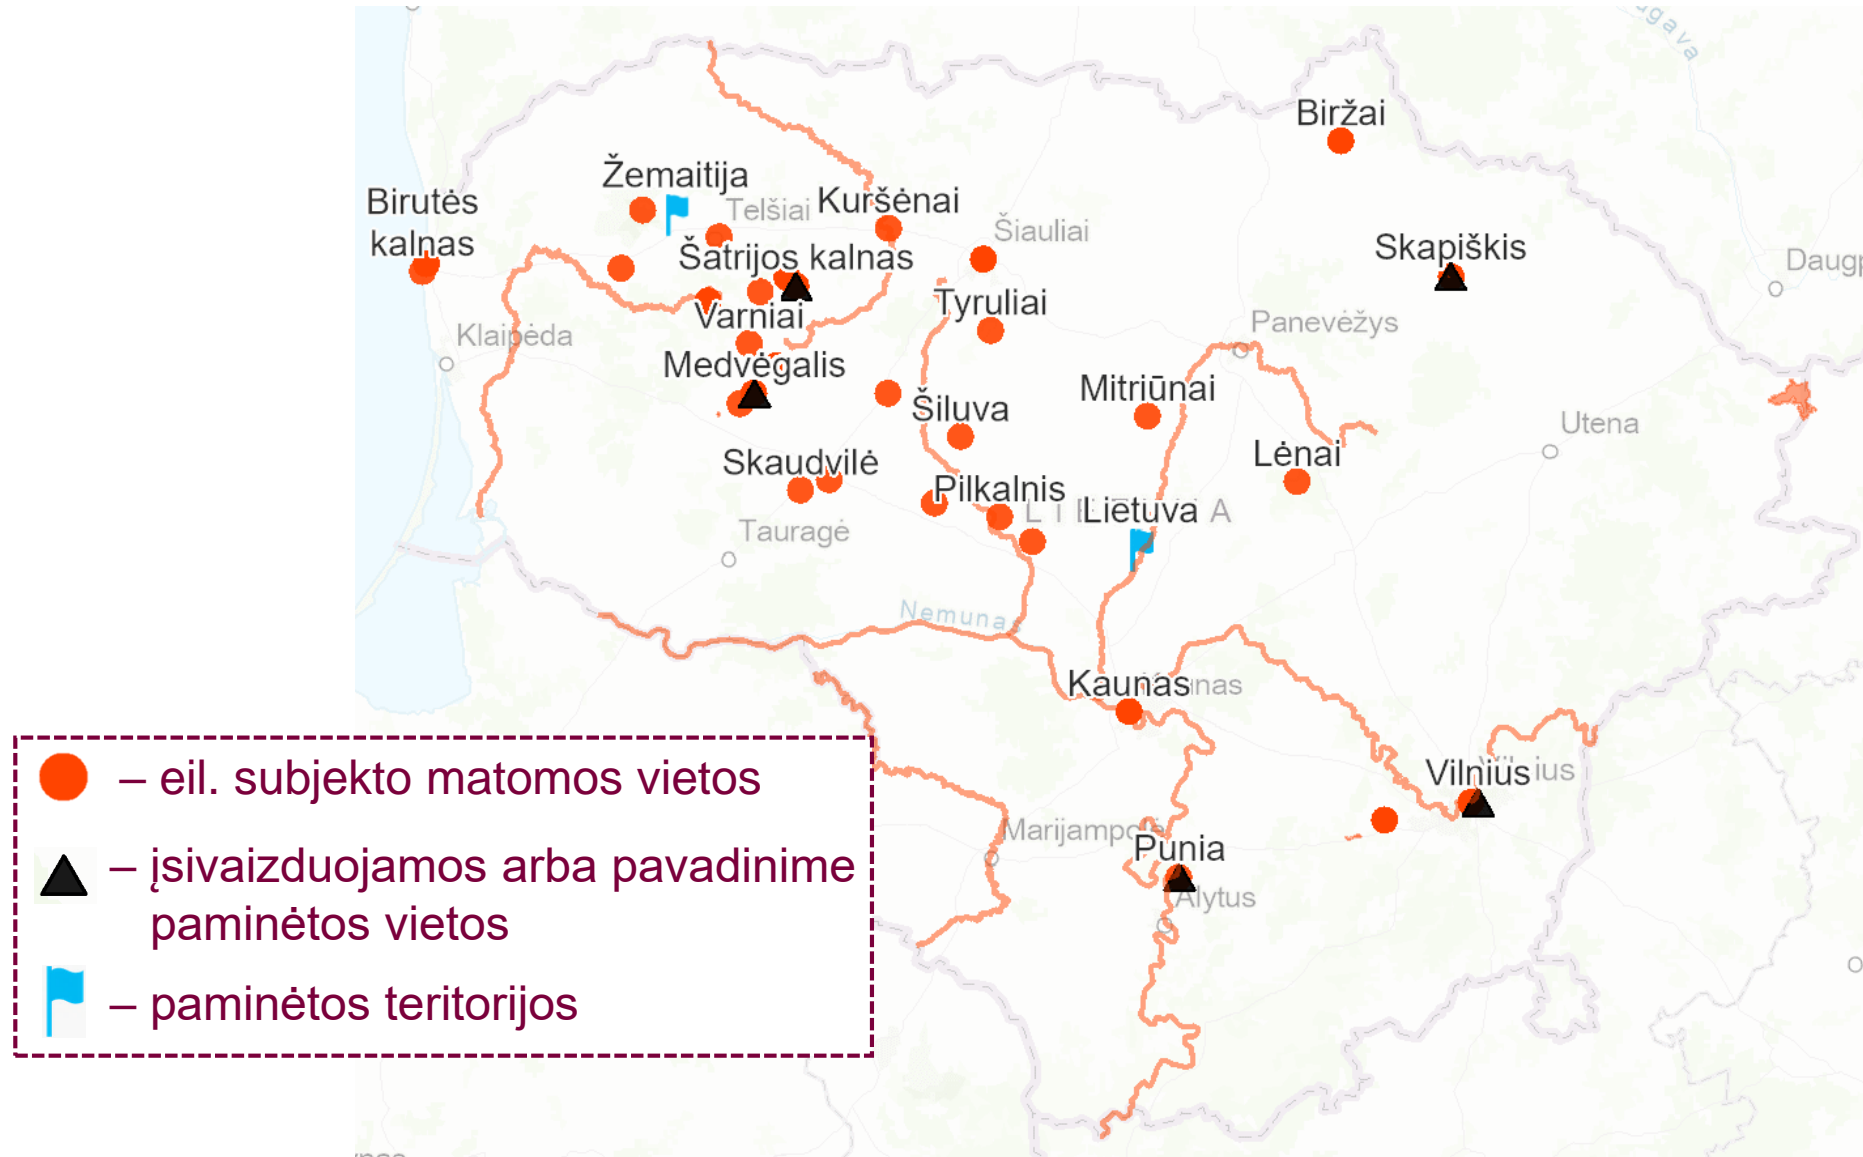 Biržai
Žemaitija
Birutės
kalnas
Telšiai
Kuršėnai
Šiauliai
Šatrijos kalnas
Skapiškis
Tyruliai
Varniai
Klaipėda
Panevėžys
Medvėgalis
Mitriūnai
Šiluva
Utena
Skaudvilė
Lėnai
Pilkalnis
Lietuva
Tauragė
Nemunas
Kaunas
Vilnius
Marijampolė
Punia
Alytus
– eil. subjekto matomos vietos
– įsivaizduojamos arba pavadinime
paminėtos vietos
– paminėtos teritorijos